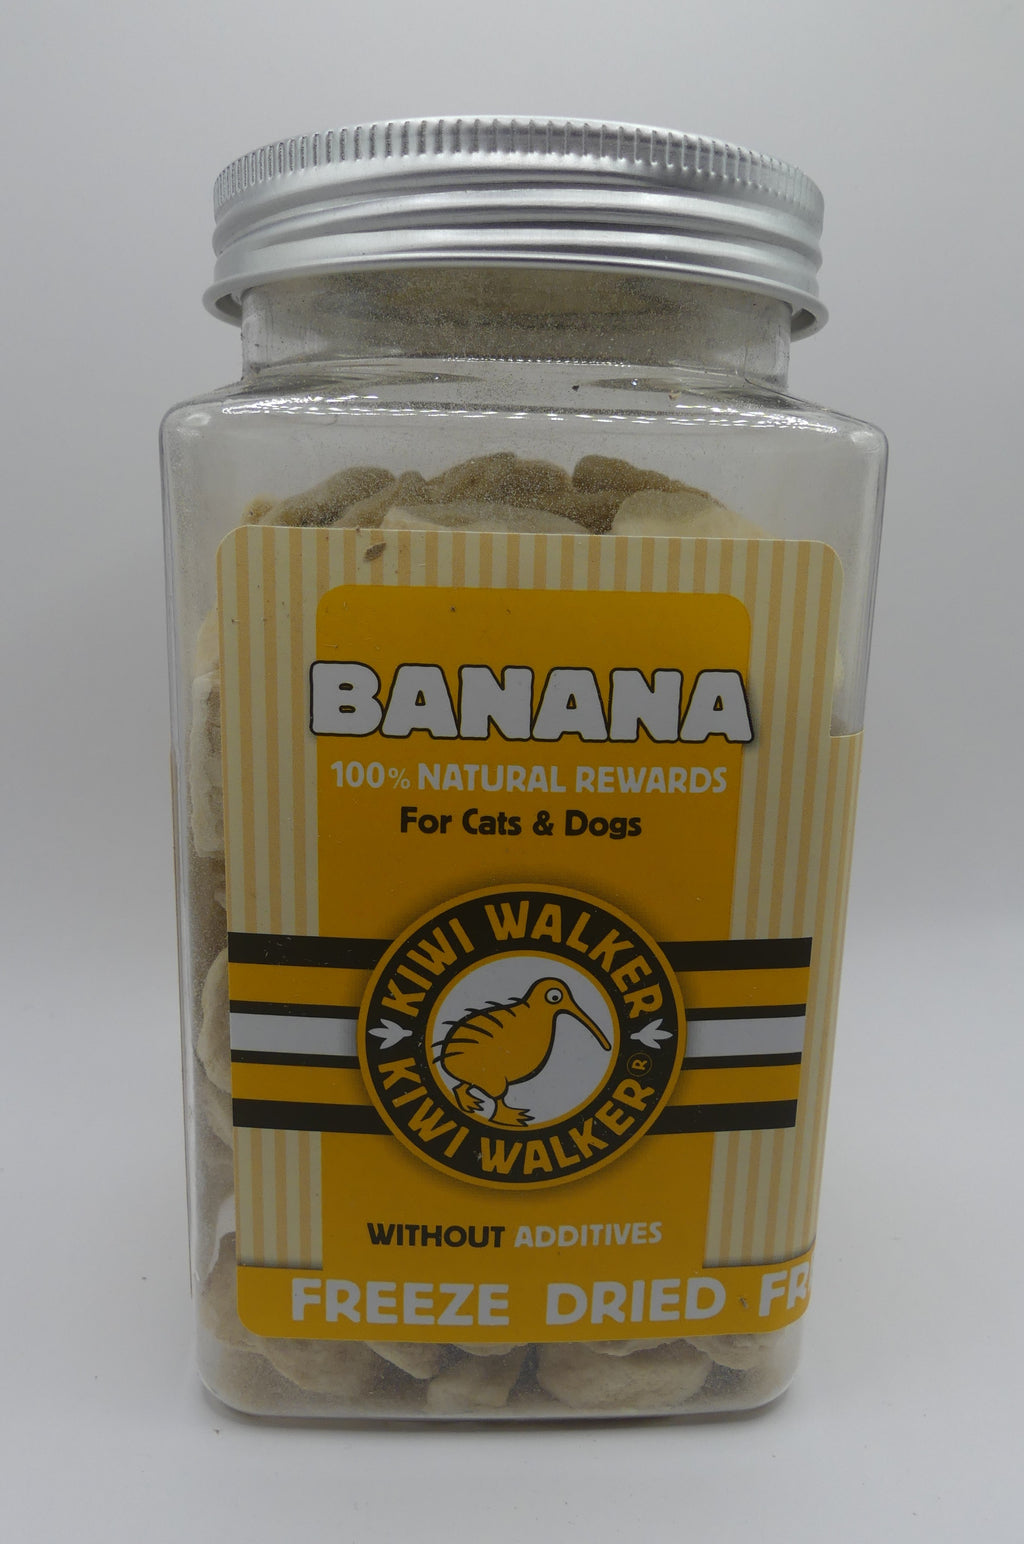 BANANA
100% NATURAL REWARDS
For Cats & Dogs
KIWI WALKER
KIWI WALKER®
WITHOUT ADDITIVES
FREEZE DRIED